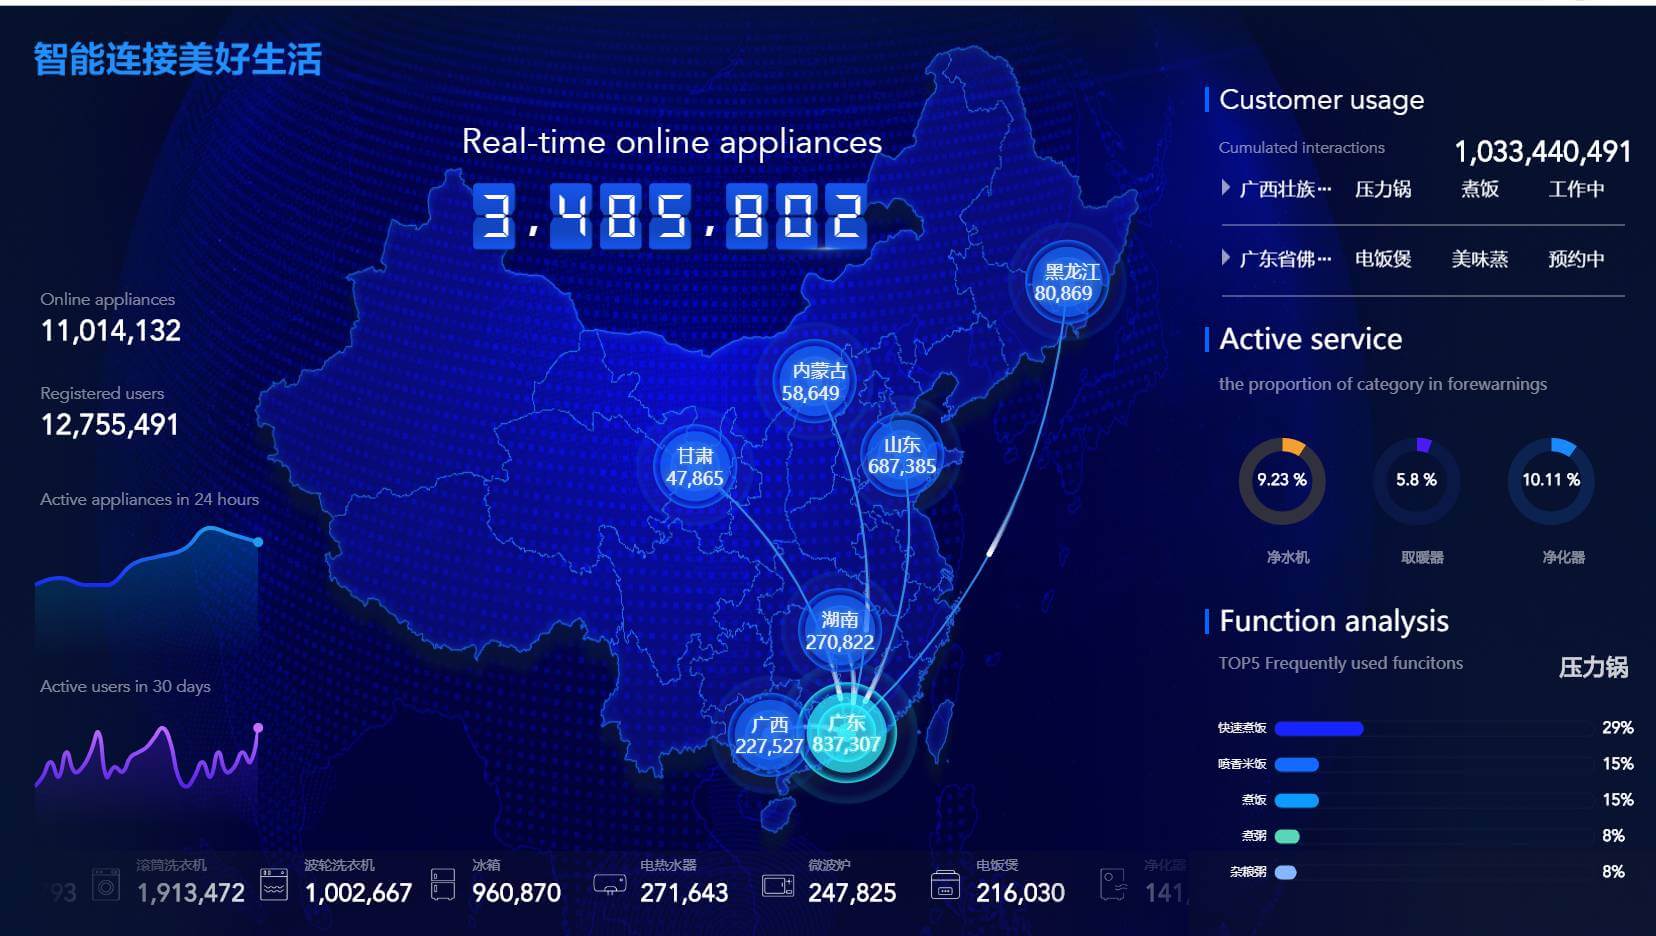 智能连接美好生活
Real-time online appliances
3,485,802
Online appliances
11,014,132
Registered users
12,755,491
Active appliances in 24 hours
Active users in 30 days
黑龙江
80,869
内蒙古
58,649
山东
687,385
甘肃
47,865
湖南
270,822
广西
227,527
广东
837,307
Customer usage
Cumulated interactions 1,033,440,491
广西壮族… 压力锅 煮饭 工作中
广东省佛… 电饭煲 美味蒸 预约中
Active service
the proportion of category in forewarnings
9.23 % 5.8 % 10.11 %
净水机 取暖器 净化器
Function analysis
TOP5 Frequently used funcitons 压力锅
快速煮饭 29%
喷香米饭 15%
煮饭 15%
煮粥 8%
杂粮粥 8%
滚筒洗衣机 波轮洗衣机 冰箱 电热水器 微波炉 电饭煲 净化器
793 1,913,472 1,002,667 960,870 271,643 247,825 216,030 141,